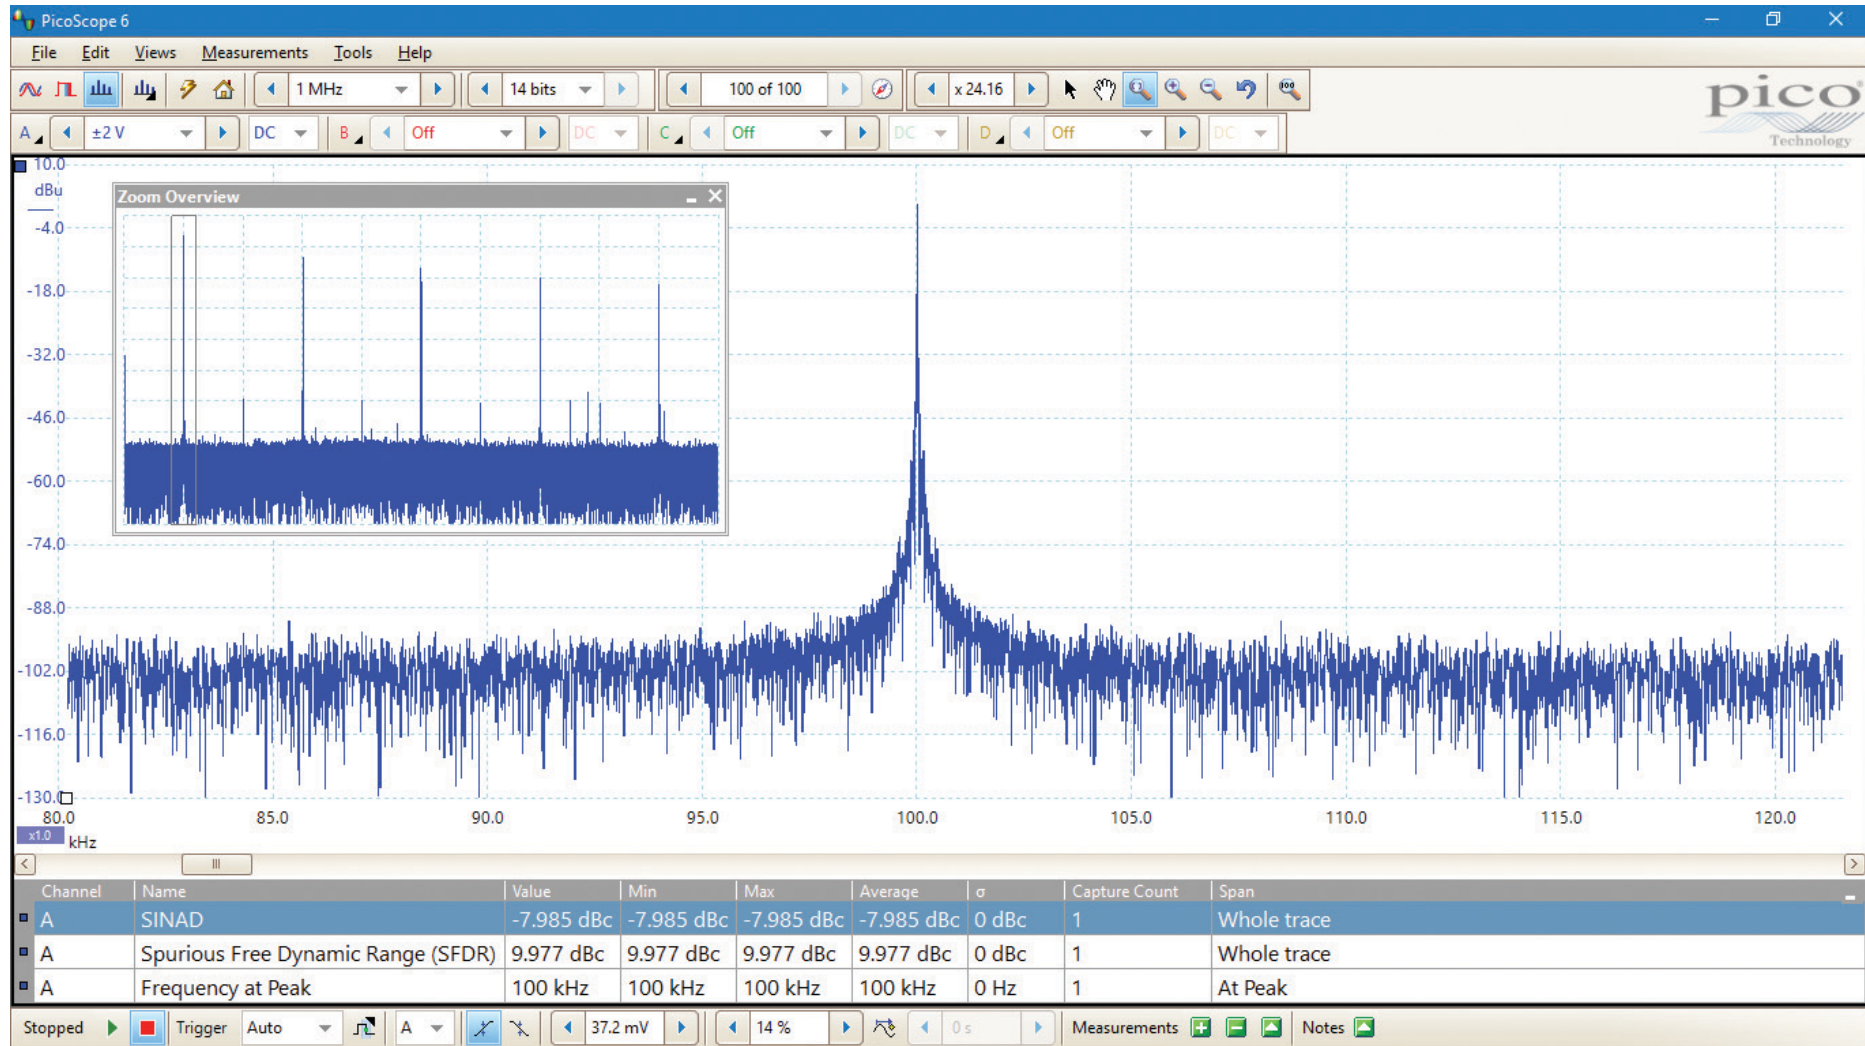 PicoScope 6
File Edit Views Measurements Tools Help
1 MHz 14 bits 100 of 100 x 24.16
pico
Technology
A ±2 V DC B Off DC C Off DC D Off DC
10.0
dBu
Zoom Overview
-4.0
-18.0
-32.0
-46.0
-60.0
-74.0
-88.0
-102.0
-116.0
-130.0
80.0 85.0 90.0 95.0 100.0 105.0 110.0 115.0 120.0
x1.0 kHz
Channel Name Value Min Max Average σ Capture Count Span
A SINAD -7.985 dBc -7.985 dBc -7.985 dBc -7.985 dBc 0 dBc 1 Whole trace
A Spurious Free Dynamic Range (SFDR) 9.977 dBc 9.977 dBc 9.977 dBc 9.977 dBc 0 dBc 1 Whole trace
A Frequency at Peak 100 kHz 100 kHz 100 kHz 100 kHz 0 Hz 1 At Peak
Stopped Trigger Auto A 37.2 mV 14 % 0 s Measurements Notes